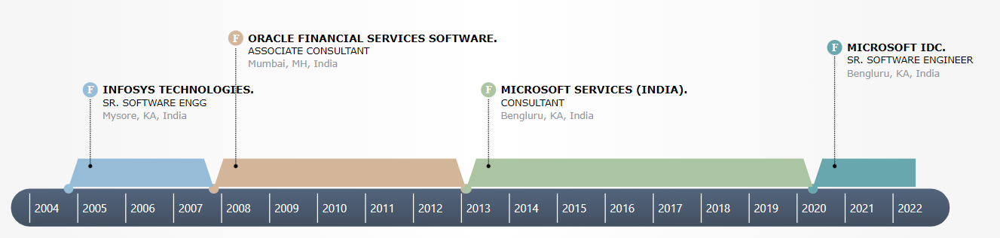 F ORACLE FINANCIAL SERVICES SOFTWARE.
ASSOCIATE CONSULTANT
Mumbai, MH, India
F MICROSOFT IDC.
SR. SOFTWARE ENGINEER
Bengluru, KA, India
F INFOSYS TECHNOLOGIES.
SR. SOFTWARE ENGG
Mysore, KA, India
F MICROSOFT SERVICES (INDIA).
CONSULTANT
Bengluru, KA, India
2004 2005 2006 2007 2008 2009 2010 2011 2012 2013 2014 2015 2016 2017 2018 2019 2020 2021 2022